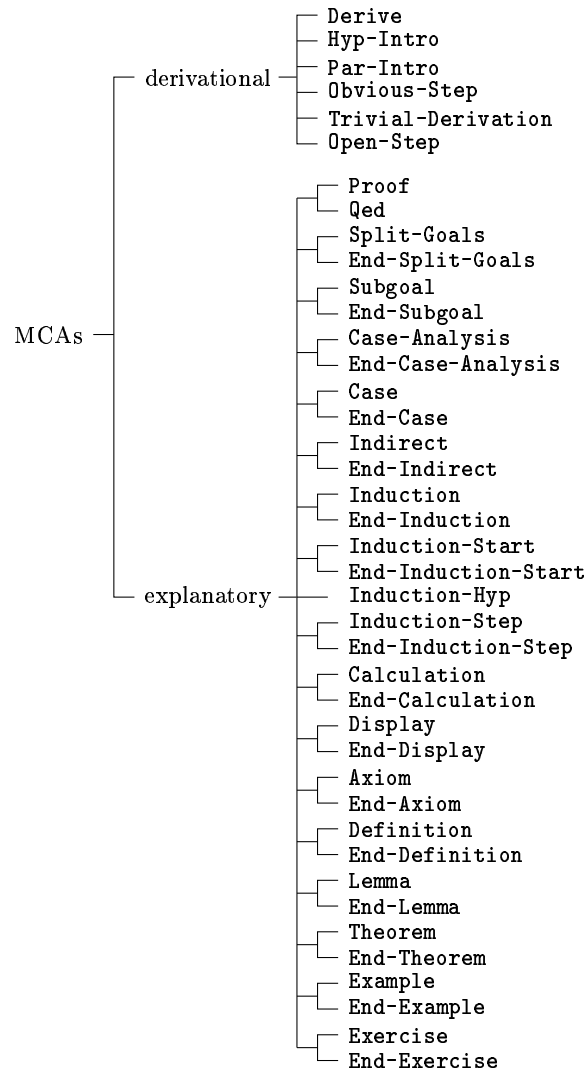 Derive
Hyp-Intro
Par-Intro
derivational
Obvious-Step
Trivial-Derivation
Open-Step
Proof
Qed
Split-Goals
End-Split-Goals
Subgoal
End-Subgoal
MCAs
Case-Analysis
End-Case-Analysis
Case
End-Case
Indirect
End-Indirect
Induction
End-Induction
Induction-Start
End-Induction-Start
explanatory
Induction-Hyp
Induction-Step
End-Induction-Step
Calculation
End-Calculation
Display
End-Display
Axiom
End-Axiom
Definition
End-Definition
Lemma
End-Lemma
Theorem
End-Theorem
Example
End-Example
Exercise
End-Exercise